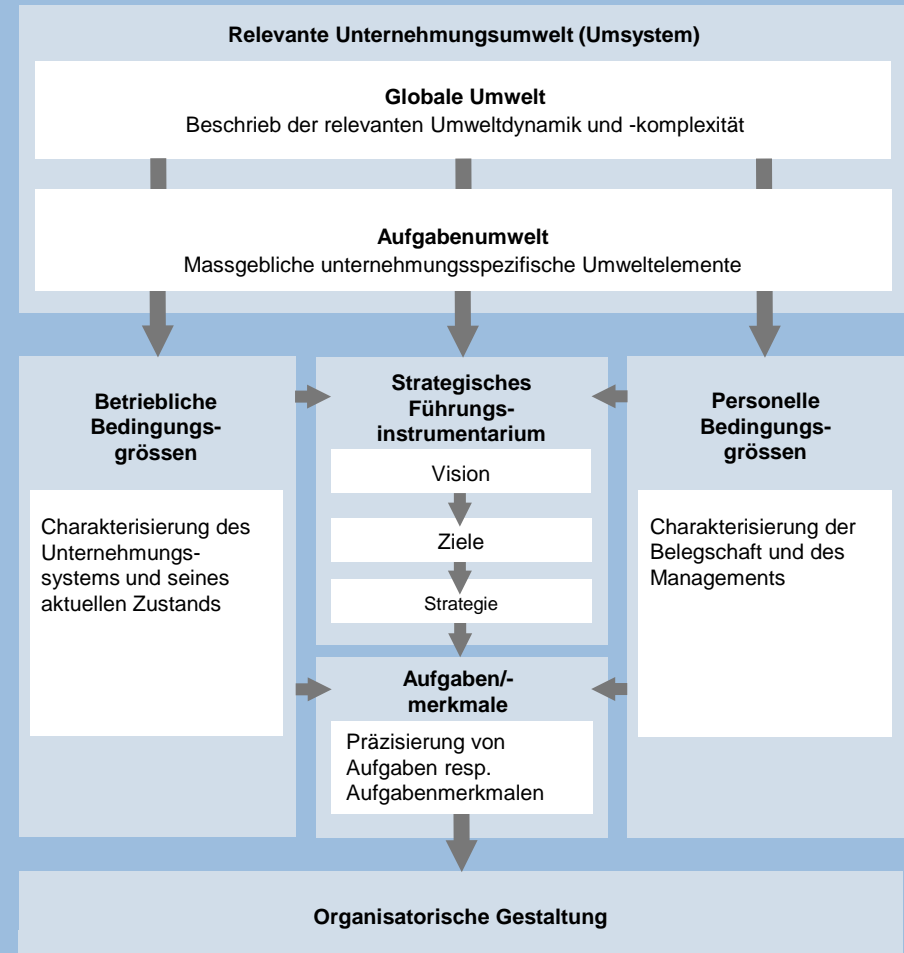 Relevante Unternehmungsumwelt (Umsystem)
Globale Umwelt
Beschrieb der relevanten Umweltdynamik und -komplexität
Aufgabenumwelt
Massgebliche unternehmungsspezifische Umweltelemente
Betriebliche
Bedingungs-
grössen
Charakterisierung des
Unternehmungs-
systems und seines
aktuellen Zustands
Strategisches
Führungs-
instrumentarium
Vision
Ziele
Strategie
Aufgaben/-
merkmale
Präzisierung von
Aufgaben resp.
Aufgabenmerkmalen
Personelle
Bedingungs-
grössen
Charakterisierung der
Belegschaft und des
Managements
Organisatorische Gestaltung